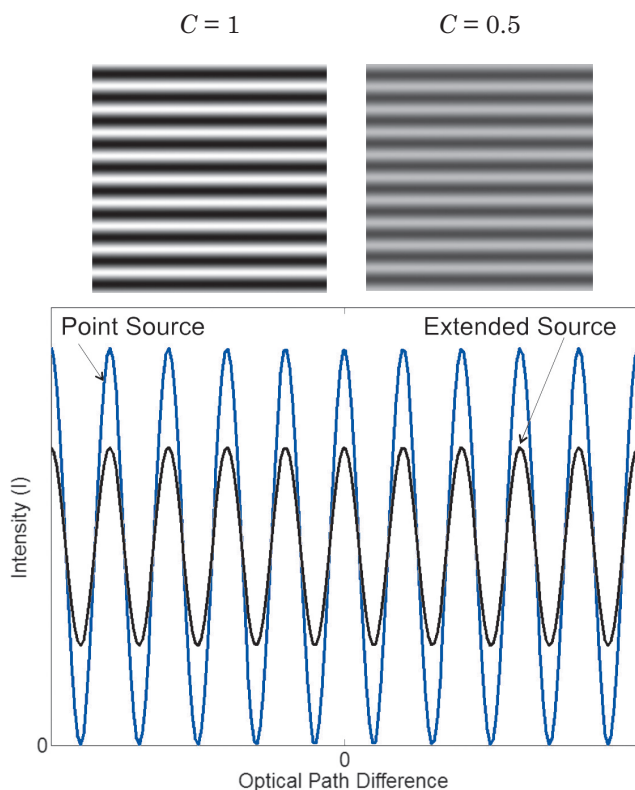 C = 1
C = 0.5
Point Source
Extended Source
Intensity (I)
0
0
Optical Path Difference